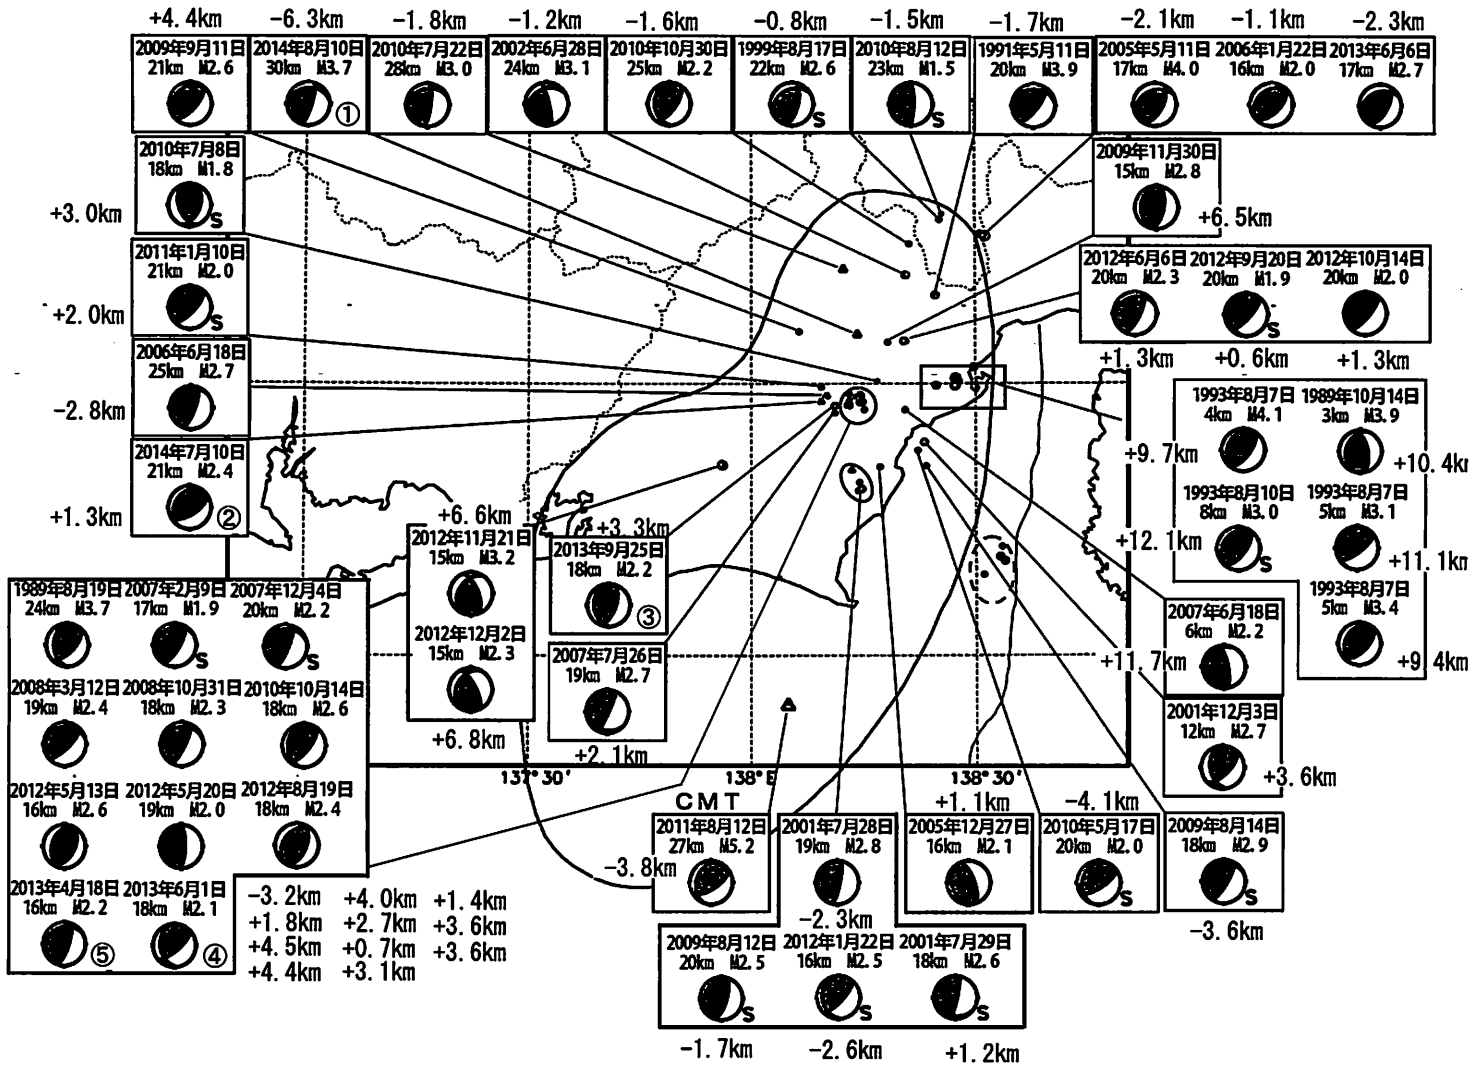 +4.4km -6.3km -1.8km -1.2km -1.6km -0.8km -1.5km -1.7km -2.1km -1.1km -2.3km
2009年9月11日 2014年8月10日 2010年7月22日 2002年6月28日 2010年10月30日 1999年8月17日 2010年8月12日 1991年5月11日 2005年5月11日 2006年1月22日 2013年6月6日
21km M2.6 30km M3.7 28km M3.0 24km M3.1 25km M2.2 22km M2.6 23km M1.5 20km M3.9 17km M4.0 16km M2.0 17km M2.7
① S S
2010年7月8日
18km M1.8
S
+3.0km
2009年11月30日
15km M2.8
+6.5km
2011年1月10日
21km M2.0
S
+2.0km
2012年6月6日 2012年9月20日 2012年10月14日
20km M2.3 20km M1.9 20km M2.0
S
+1.3km +0.6km +1.3km
2006年6月18日
25km M2.7
-2.8km
2014年7月10日
21km M2.4
②
+1.3km
1993年8月7日 1989年10月14日
4km M4.1 3km M3.9
+9.7km +10.4km
1993年8月10日 1993年8月7日
8km M3.0 5km M3.1
S
+12.1km +11.1km
1993年8月7日
5km M3.4
+9.4km
+6.6km
2012年11月21日
15km M3.2
2012年12月2日
15km M2.3
+6.8km
+3.3km
2013年9月25日
18km M2.2
③
2007年7月26日
19km M2.7
+2.1km
2007年6月18日
6km M2.2
+11.7km
2001年12月3日
12km M2.7
+3.6km
1989年8月19日 2007年2月9日 2007年12月4日
24km M3.7 17km M1.9 20km M2.2
S S
2008年3月12日 2008年10月31日 2010年10月14日
19km M2.4 18km M2.3 18km M2.6
2012年5月13日 2012年5月20日 2012年8月19日
16km M2.6 19km M2.0 18km M2.4
2013年4月18日 2013年6月1日
16km M2.2 18km M2.1
⑤ ④
-3.2km +4.0km +1.4km
+1.8km +2.7km +3.6km
+4.5km +0.7km +3.6km
+4.4km +3.1km
137°30′ 138°E 138°30′
CMT
+1.1km -4.1km
2011年8月12日 2001年7月28日 2005年12月27日 2010年5月17日 2009年8月14日
27km M5.2 19km M2.8 16km M2.1 20km M2.0 18km M2.9
S S
-3.8km -2.3km -3.6km
2009年8月12日 2012年1月22日 2001年7月29日
20km M2.5 16km M2.5 18km M2.6
S S S
-1.7km -2.6km +1.2km